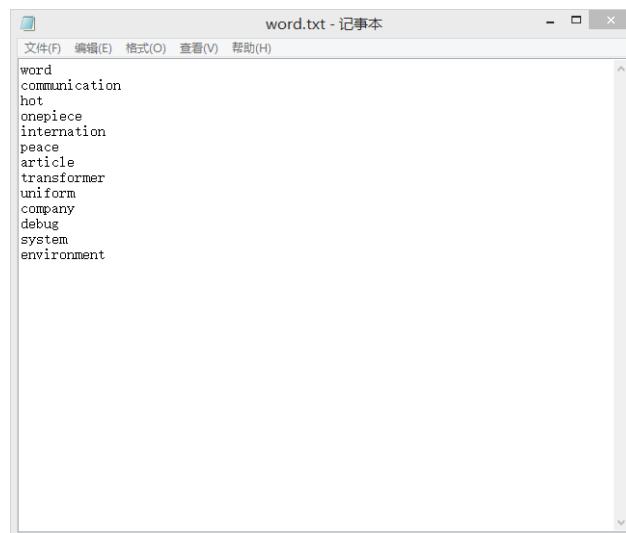 word.txt - 记事本
文件(F) 编辑(E) 格式(O) 查看(V) 帮助(H)
word
communication
hot
onepiece
internation
peace
article
transformer
uniform
company
debug
system
environment